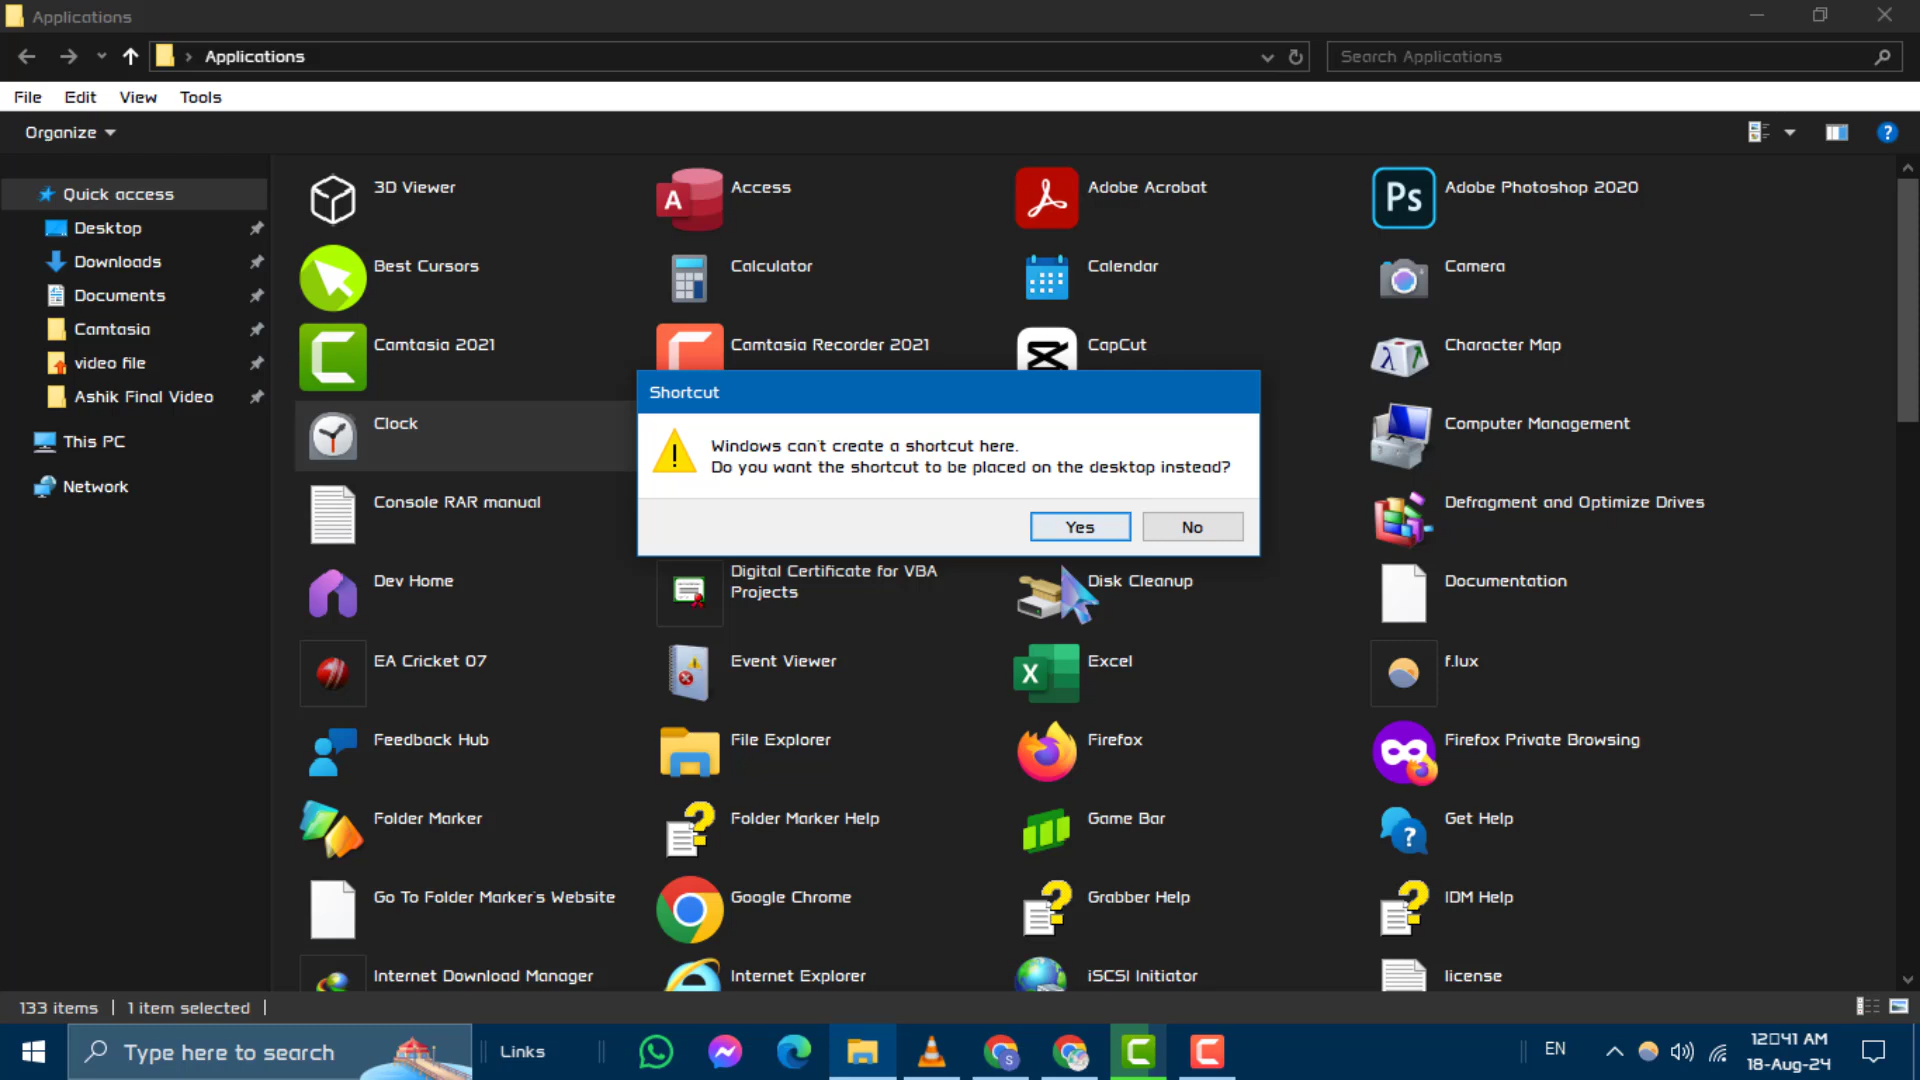 Applications
Applications
Search Applications
File Edit View Tools
Organize
Quick access
Desktop
Downloads
Documents
Camtasia
video file
Ashik Final Video
This PC
Network
3D Viewer
Access
Adobe Acrobat
Adobe Photoshop 2020
Best Cursors
Calculator
Calendar
Camera
Camtasia 2021
Camtasia Recorder 2021
CapCut
Character Map
Clock
Computer Management
Console RAR manual
Defragment and Optimize Drives
Shortcut
Windows can't create a shortcut here.
Do you want the shortcut to be placed on the desktop instead?
Yes
No
Dev Home
Digital Certificate for VBA
Projects
Disk Cleanup
Documentation
EA Cricket 07
Event Viewer
Excel
f.lux
Feedback Hub
File Explorer
Firefox
Firefox Private Browsing
Folder Marker
Folder Marker Help
Game Bar
Get Help
Go To Folder Marker's Website
Google Chrome
Grabber Help
IDM Help
Internet Download Manager
Internet Explorer
iSCSI Initiator
license
133 items
1 item selected
Type here to search
Links
EN
12□41 AM
18-Aug-24